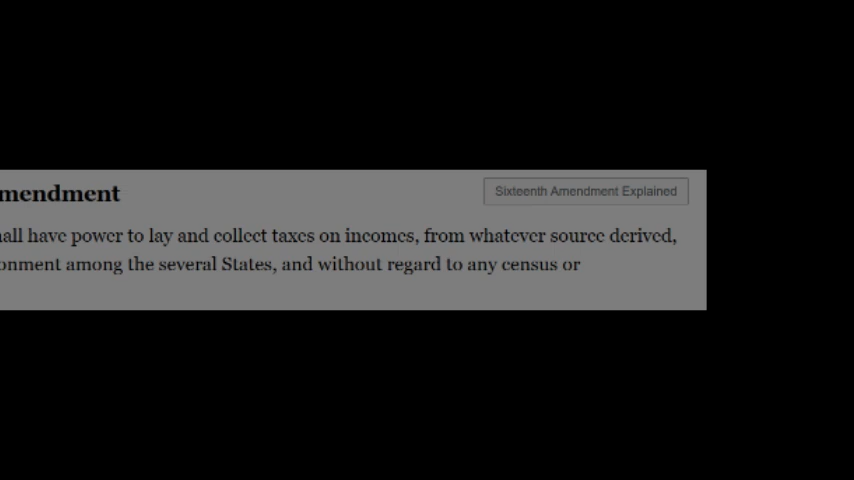 mendment
Sixteenth Amendment Explained
all have power to lay and collect taxes on incomes, from whatever source derived,
onment among the several States, and without regard to any census or